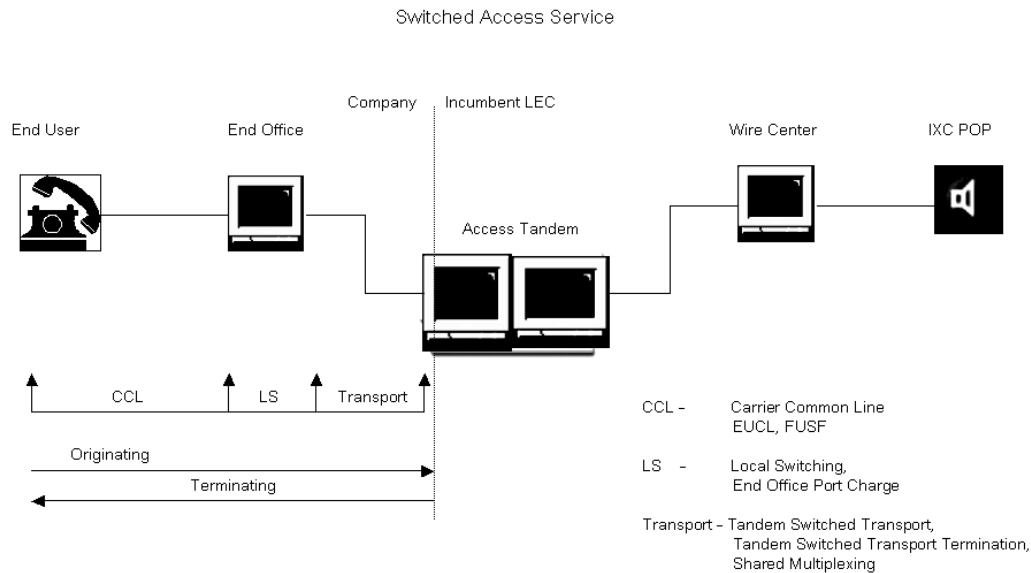 Switched Access Service
Company
Incumbent LEC
End User
End Office
Wire Center
IXC POP
Access Tandem
CCL
LS
Transport
Originating
Terminating
CCL - Carrier Common Line
EUCL, FUSF
LS - Local Switching,
End Office Port Charge
Transport - Tandem Switched Transport,
Tandem Switched Transport Termination,
Shared Multiplexing